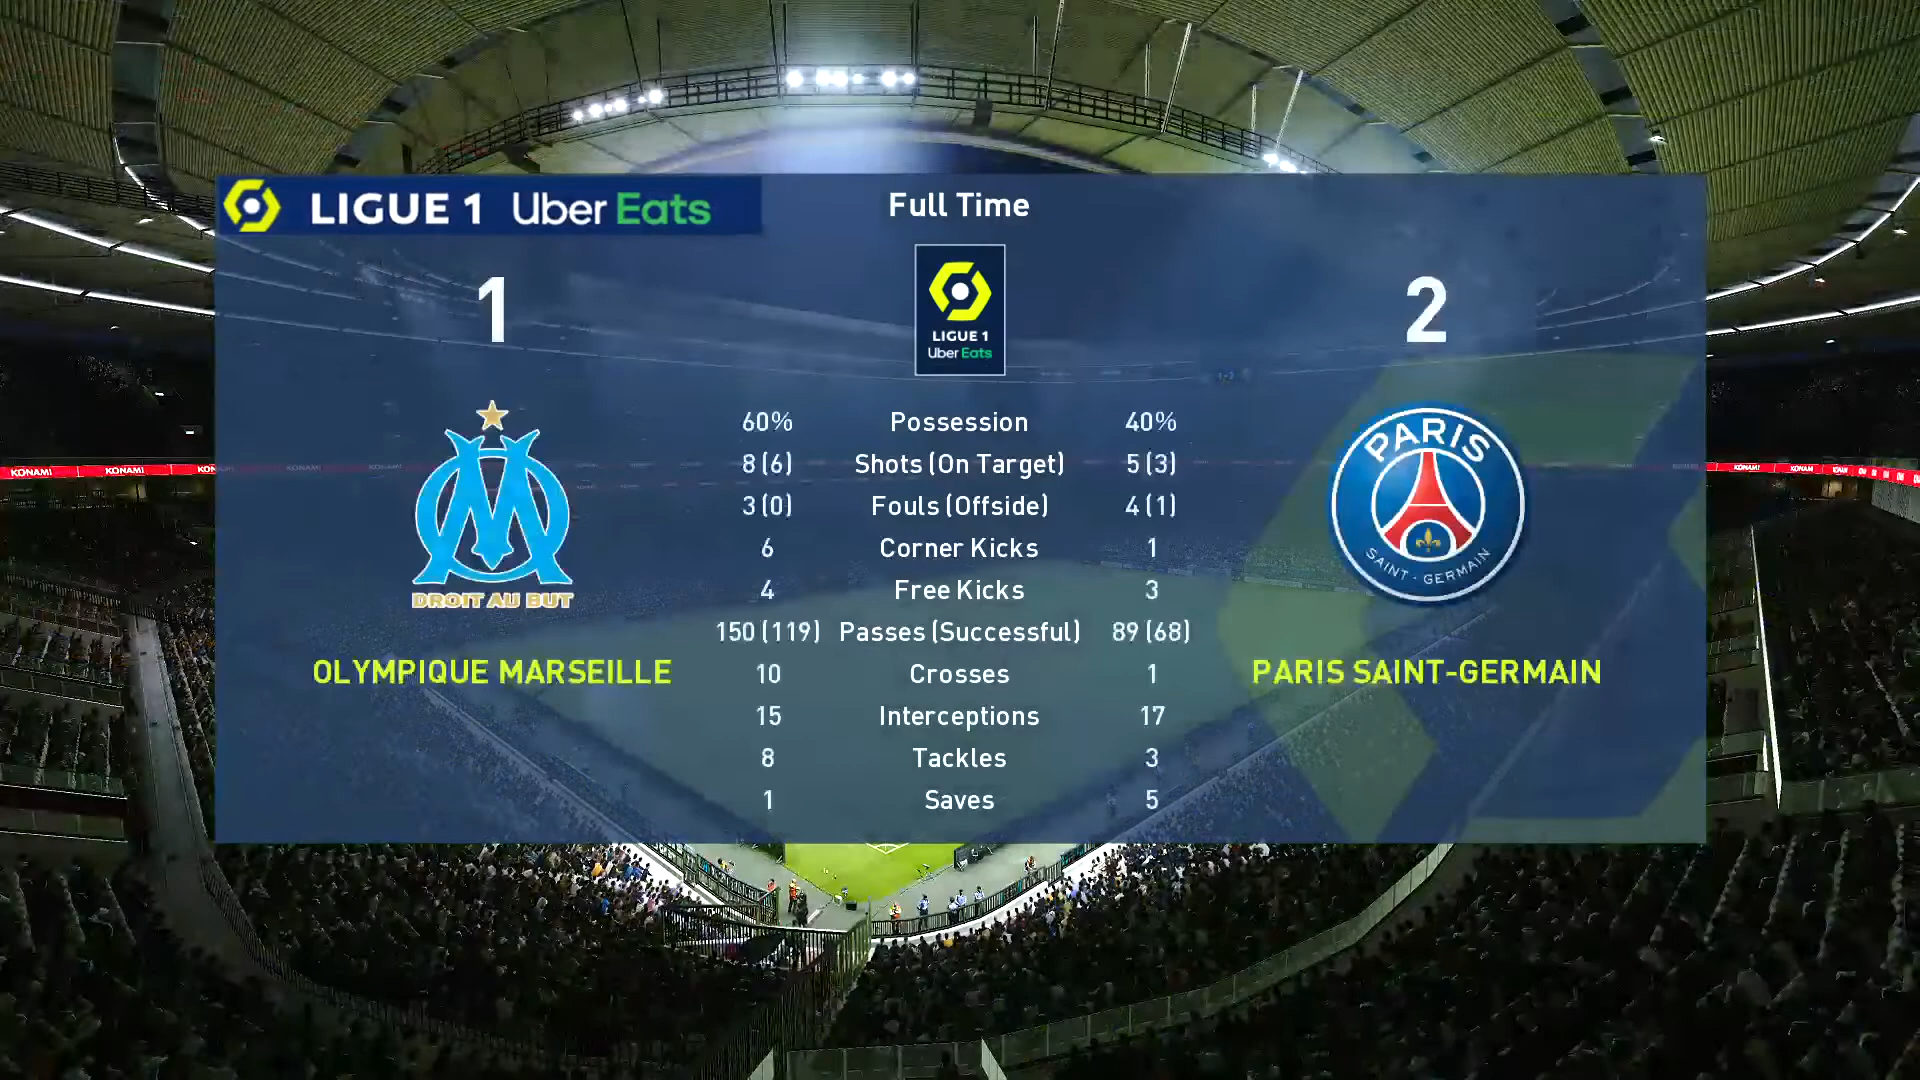 LIGUE 1 Uber Eats
Full Time
1
2
LIGUE 1
Uber Eats
60% Possession 40%
8 (6) Shots (On Target) 5 (3)
3 (0) Fouls (Offside) 4 (1)
6 Corner Kicks 1
4 Free Kicks 3
150 (119) Passes (Successful) 89 (68)
10 Crosses 1
15 Interceptions 17
8 Tackles 3
1 Saves 5
DROIT AU BUT
OLYMPIQUE MARSEILLE
PARIS
SAINT - GERMAIN
PARIS SAINT-GERMAIN
KONAMI KONAMI KON
KONAMI KONAMI